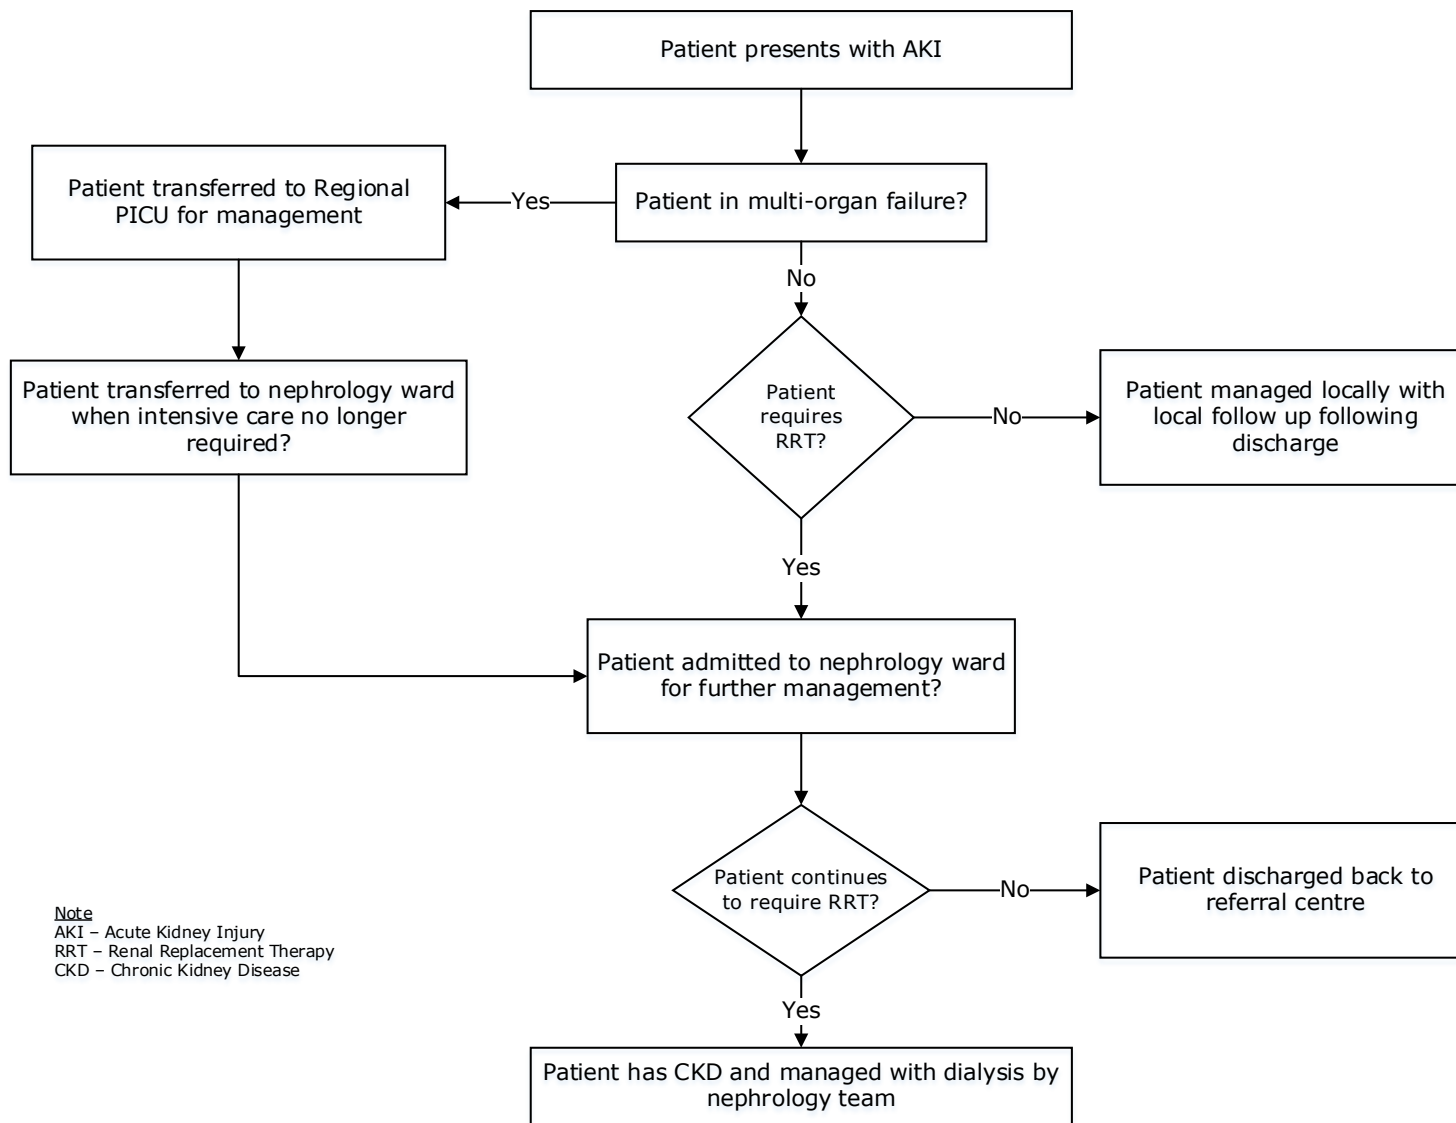 Patient presents with AKI
Patient transferred to Regional
PICU for management
Yes
Patient in multi-organ failure?
No
Patient transferred to nephrology ward
when intensive care no longer
required?
Patient
requires
RRT?
No
Patient managed locally with
local follow up following
discharge
Yes
Patient admitted to nephrology ward
for further management?
Patient continues
to require RRT?
No
Patient discharged back to
referral centre
Note
AKI – Acute Kidney Injury
RRT – Renal Replacement Therapy
CKD – Chronic Kidney Disease
Yes
Patient has CKD and managed with dialysis by
nephrology team